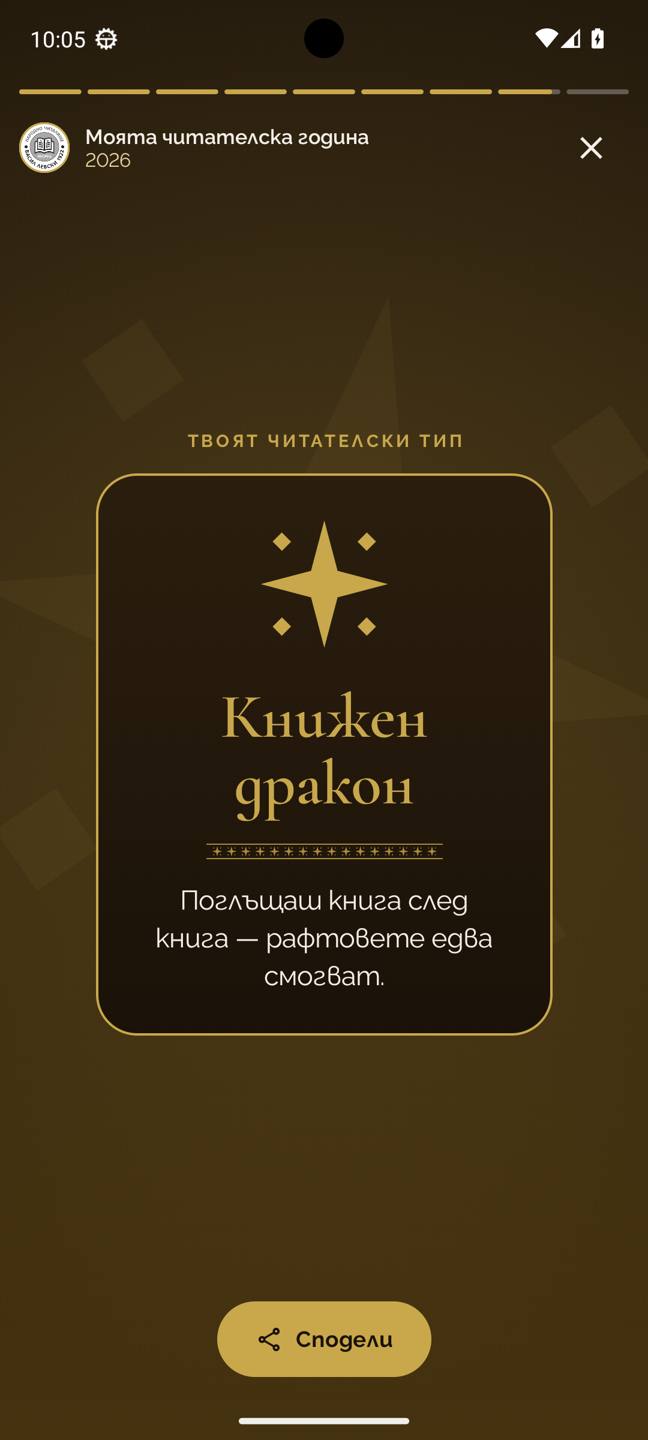 10:05
Моята читателска година
2026
ТВОЯТ ЧИТАТЕЛСКИ ТИП
Книжен
дракон
Поглъщаш книга след
книга — рафтовете едва
смогват.
Сподели